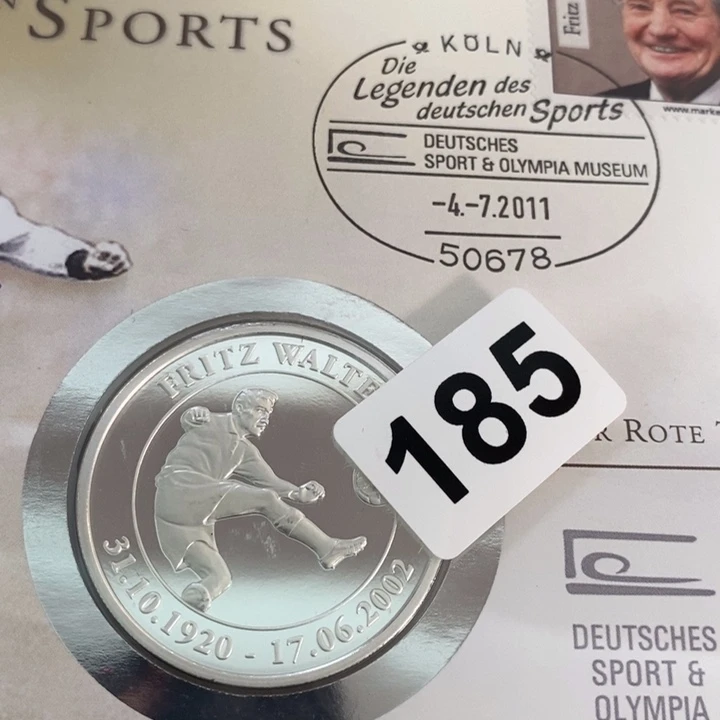 SPORTS
KÖLN
Die
Legenden des
deutschen Sports
DEUTSCHES
SPORT & OLYMPIA MUSEUM
-4.-7.2011
50678
Fritz
185
FRITZ WALTE
31.10.1920 - 17.06.2002
R ROTE
DEUTSCHES
SPORT &
OLYMPIA